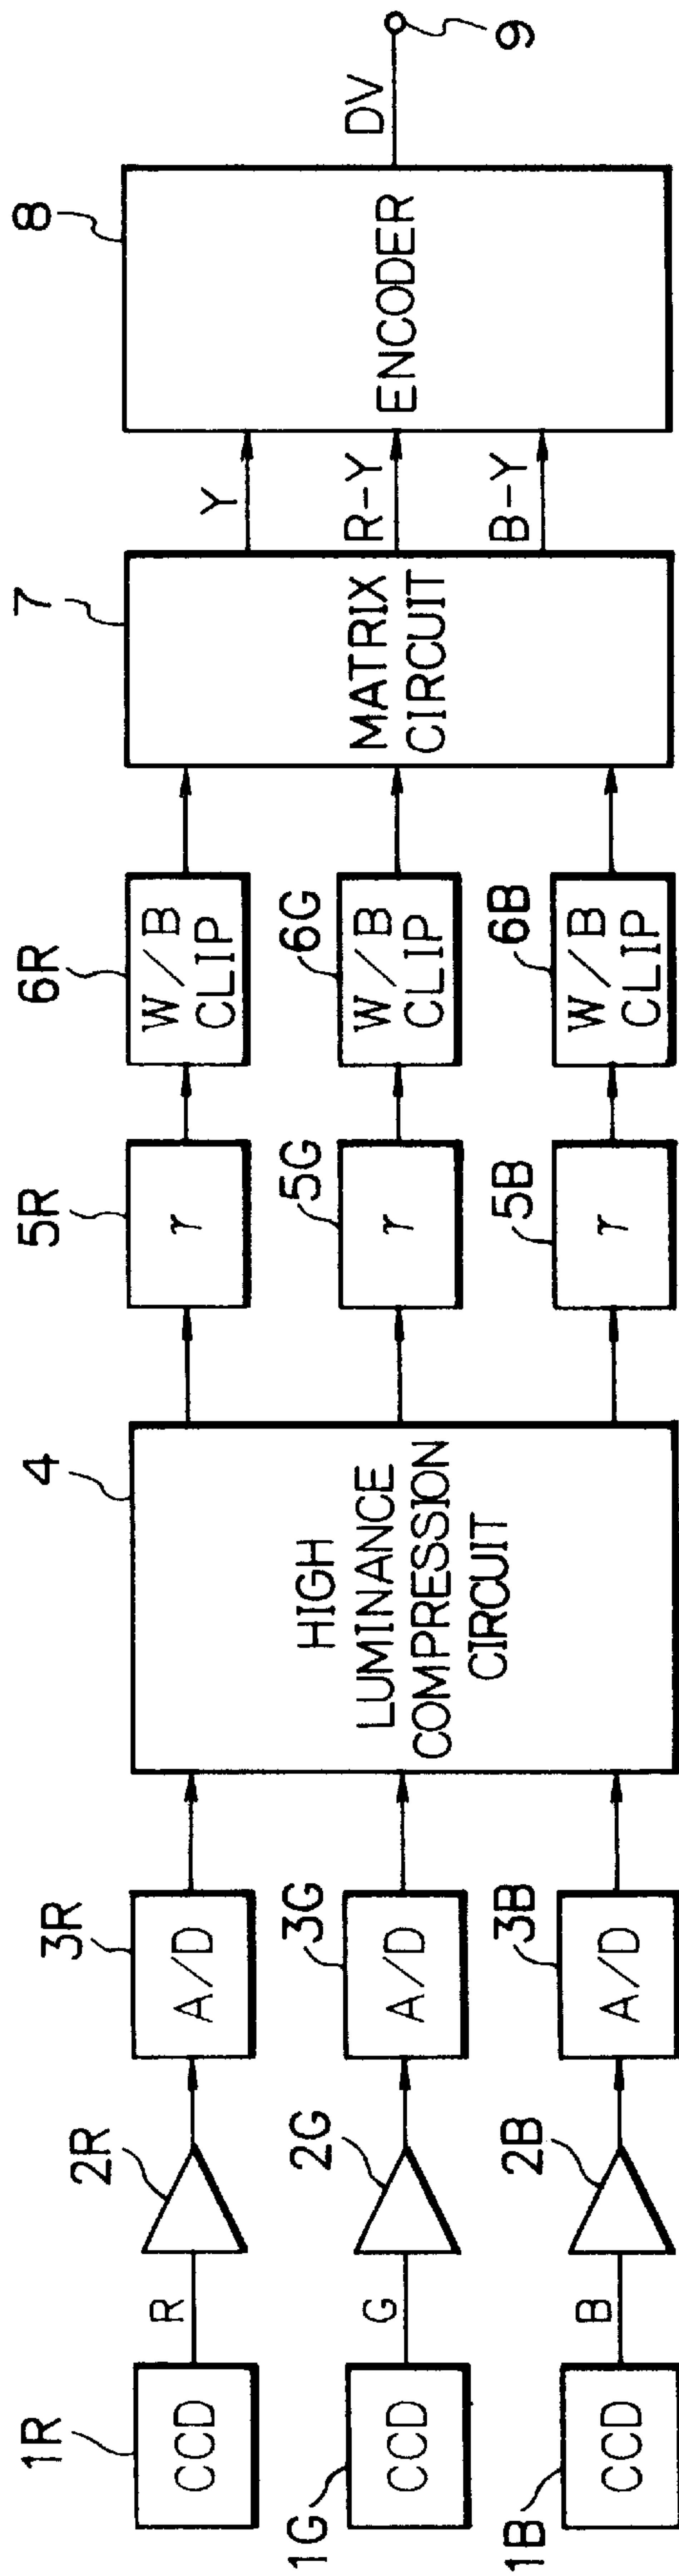 1R
CCD
R
2R
3R
A/D
1G
CCD
G
2G
3G
A/D
1B
CCD
B
2B
3B
A/D
4
HIGH
LUMINANCE
COMPRESSION
CIRCUIT
5R
γ
6R
W/B
CLIP
5G
γ
6G
W/B
CLIP
5B
γ
6B
W/B
CLIP
7
MATRIX
CIRCUIT
Y
R-Y
B-Y
8
ENCODER
DV
9